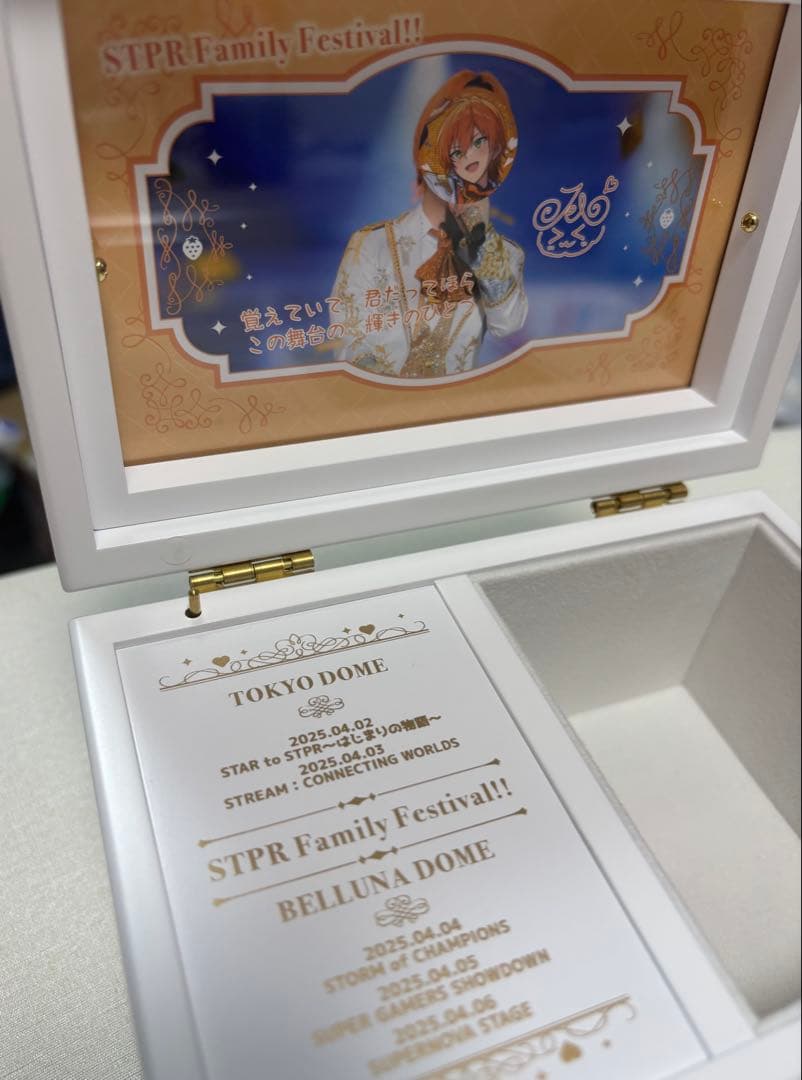 STPR Family Festival!!
覚えていて 君だってほら
この舞台の 輝きのひとつ
TOKYO DOME
2025.04.02
STAR to STPR〜はじまりの物語〜
2025.04.03
STREAM：CONNECTING WORLDS
STPR Family Festival!!
BELLUNA DOME
2025.04.04
STORM of CHAMPIONS
2025.04.05
SUPER GAMERS SHOWDOWN
2025.04.06
SUPERNOVA STAGE